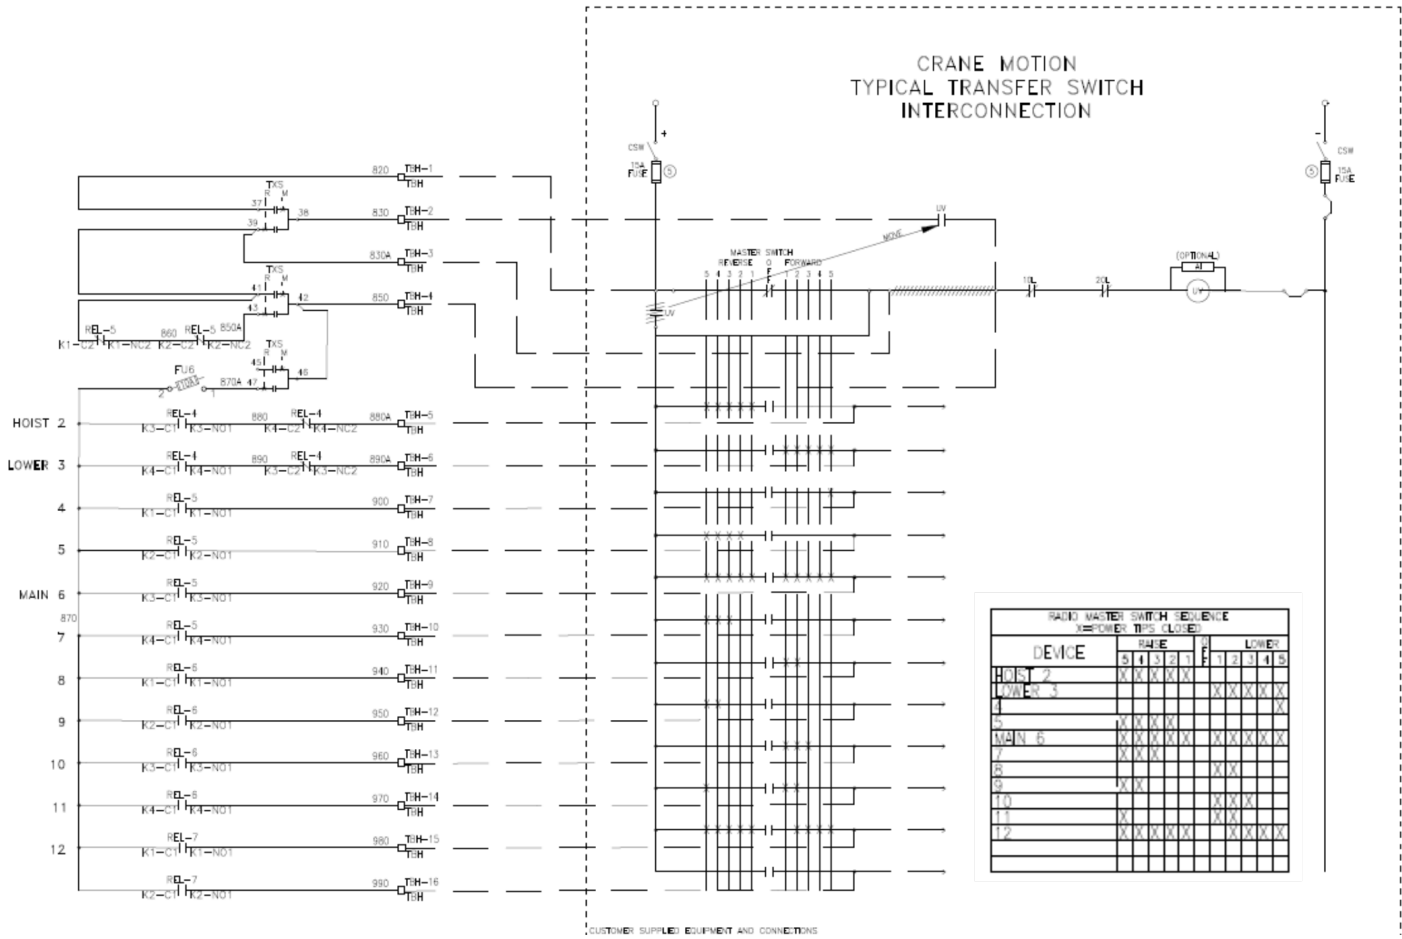 CRANE MOTION
TYPICAL TRANSFER SWITCH
INTERCONNECTION
+
CSW
15A
FUSE
5
-
CSW
5
15A
FUSE
820 TBH-1
TBH
TXS
R M
37
38
39
830 TBH-2
TBH
830A TBH-3
TBH
TXS
R M
41
42
43
850 TBH-4
TBH
REL-5 860 REL-5 850A
K1-C2 K1-NC2 K2-C2 K2-NC2
TXS
R M
45
46
47
FU6
870A
2 1
UV
MOVE
MASTER SWITCH
REVERSE OFF FORWARD
5 4 3 2 1 1 2 3 4 5
UV
10L
20L
(OPTIONAL)
UV
HOIST 2
REL-4 880 REL-4 880A TBH-5
K3-C1 K3-NO1 K4-C2 K4-NC2 TBH
LOWER 3
REL-4 890 REL-4 890A TBH-6
K4-C1 K4-NO1 K3-C2 K3-NC2 TBH
4
REL-5 900 TBH-7
K1-C1 K1-NO1 TBH
5
REL-5 910 TBH-8
K2-C1 K2-NO1 TBH
MAIN 6
REL-5 920 TBH-9
K3-C1 K3-NO1 TBH
870
7
REL-5 930 TBH-10
K4-C1 K4-NO1 TBH
8
REL-6 940 TBH-11
K1-C1 K1-NO1 TBH
9
REL-6 950 TBH-12
K2-C1 K2-NO1 TBH
10
REL-6 960 TBH-13
K3-C1 K3-NO1 TBH
11
REL-6 970 TBH-14
K4-C1 K4-NO1 TBH
12
REL-7 980 TBH-15
K1-C1 K1-NO1 TBH
REL-7 990 TBH-16
K2-C1 K2-NO1 TBH
RADIO MASTER SWITCH SEQUENCE
X=POWER TIPS CLOSED
DEVICE RAISE OFF LOWER
5 4 3 2 1 1 2 3 4 5
HOIST 2 X X X X X
LOWER 3 X X X X X
4 X
5 X X X X
MAIN 6 X X X X X X X X X X
7 X X X
8 X X
9 X X
10 X X X
11 X X X
12 X X X X X X X X X
CUSTOMER SUPPLIED EQUIPMENT AND CONNECTIONS